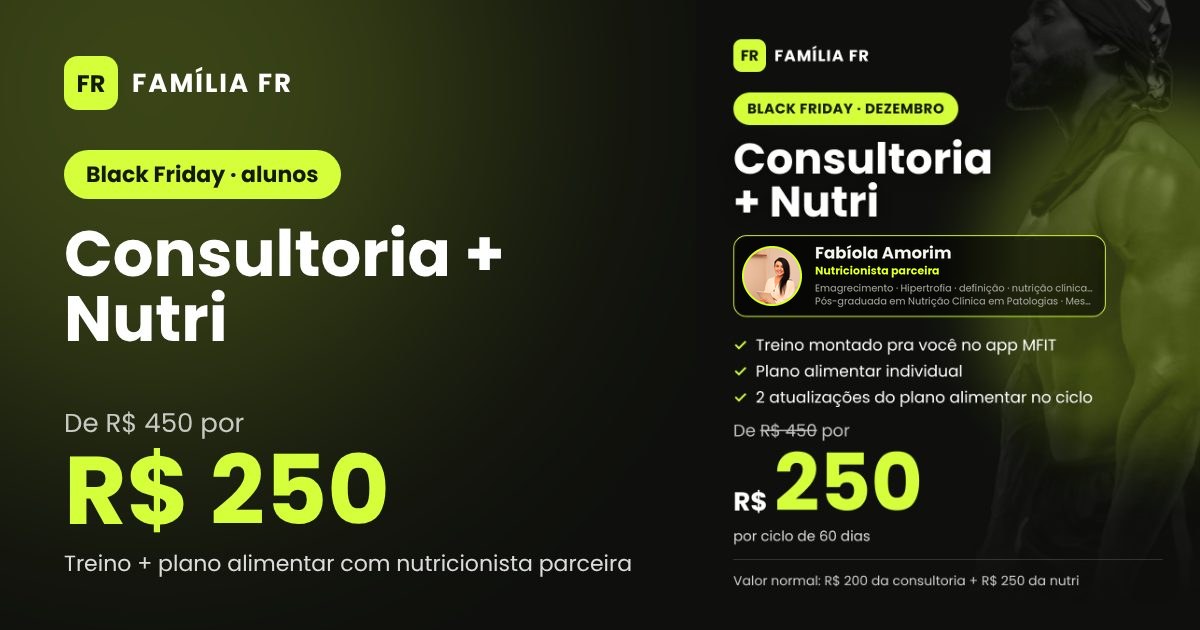 FR FAMÍLIA FR
Black Friday · alunos
Consultoria +
Nutri
De R$ 450 por
R$ 250
Treino + plano alimentar com nutricionista parceira
FR FAMÍLIA FR
BLACK FRIDAY · DEZEMBRO
Consultoria
+ Nutri
Fabíola Amorim
Nutricionista parceira
Emagrecimento · Hipertrofia · definição · nutrição clínica...
Pós-graduada em Nutrição Clínica em Patologias · Mes...
Treino montado pra você no app MFIT
Plano alimentar individual
2 atualizações do plano alimentar no ciclo
De R$ 450 por
R$ 250
por ciclo de 60 dias
Valor normal: R$ 200 da consultoria + R$ 250 da nutri